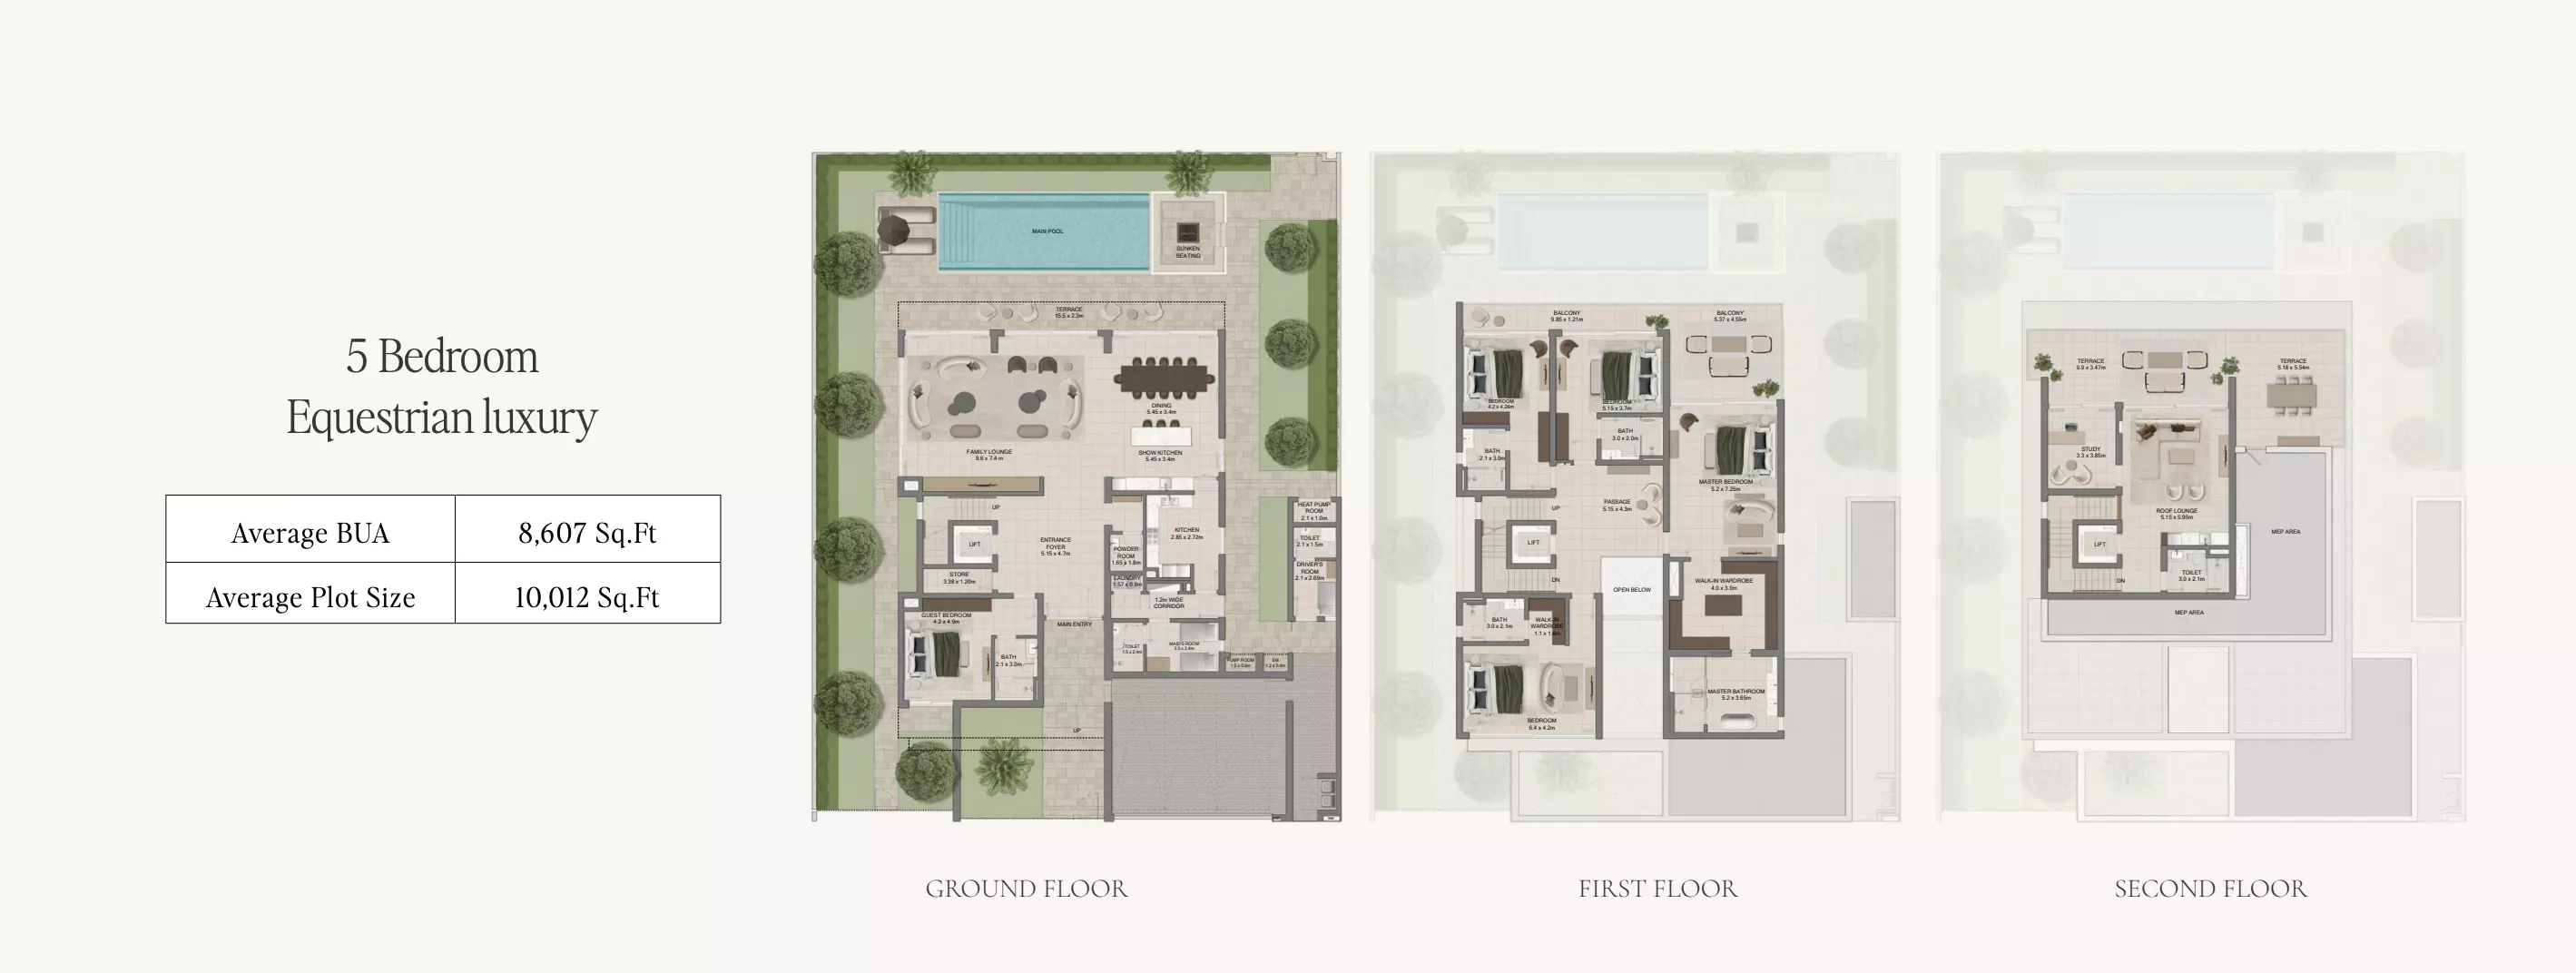 5 Bedroom
Equestrian luxury
Average BUA
8,607 Sq.Ft
Average Plot Size
10,012 Sq.Ft
MAIN POOL
SUNKEN
SEATING
TERRACE
15.5 x 2.3m
DINING
5.45 x 3.4m
FAMILY LOUNGE
9.6 x 7.4 m
SHOW KITCHEN
5.45 x 3.4m
UP
LIFT
ENTRANCE
FOYER
5.15 x 4.7m
KITCHEN
2.85 x 2.72m
POWDER
ROOM
1.65 x 1.8m
STORE
3.38 x 1.20m
LAUNDRY
1.2m WIDE
CORRIDOR
GUEST BEDROOM
4.2 x 4.9m
MAIN ENTRY
BATH
2.1 x 3.0m
TOILET
MAID'S ROOM
PUMP ROOM
HEAT PUMP
ROOM
2.1 x 1.0m
TOILET
2.1 x 1.5m
DRIVER'S
ROOM
2.1 x 2.69m
UP
GROUND FLOOR
BALCONY
9.85 x 1.21m
BALCONY
5.37 x 4.55m
BEDROOM
4.2 x 4.28m
BEDROOM
5.15 x 3.7m
BATH
3.0 x 2.0m
BATH
2.1 x 3.0m
MASTER BEDROOM
5.2 x 7.25m
PASSAGE
5.15 x 4.3m
UP
LIFT
DN
OPEN BELOW
WALK-IN WARDROBE
4.0 x 3.0m
BATH
3.0 x 2.1m
WALK-IN
WARDROBE
MASTER BATHROOM
5.2 x 3.65m
BEDROOM
6.4 x 4.2m
FIRST FLOOR
TERRACE
9.9 x 3.47m
TERRACE
5.18 x 5.54m
STUDY
3.3 x 3.85m
ROOF LOUNGE
5.15 x 5.95m
MEP AREA
LIFT
DN
TOILET
3.0 x 2.1m
MEP AREA
SECOND FLOOR